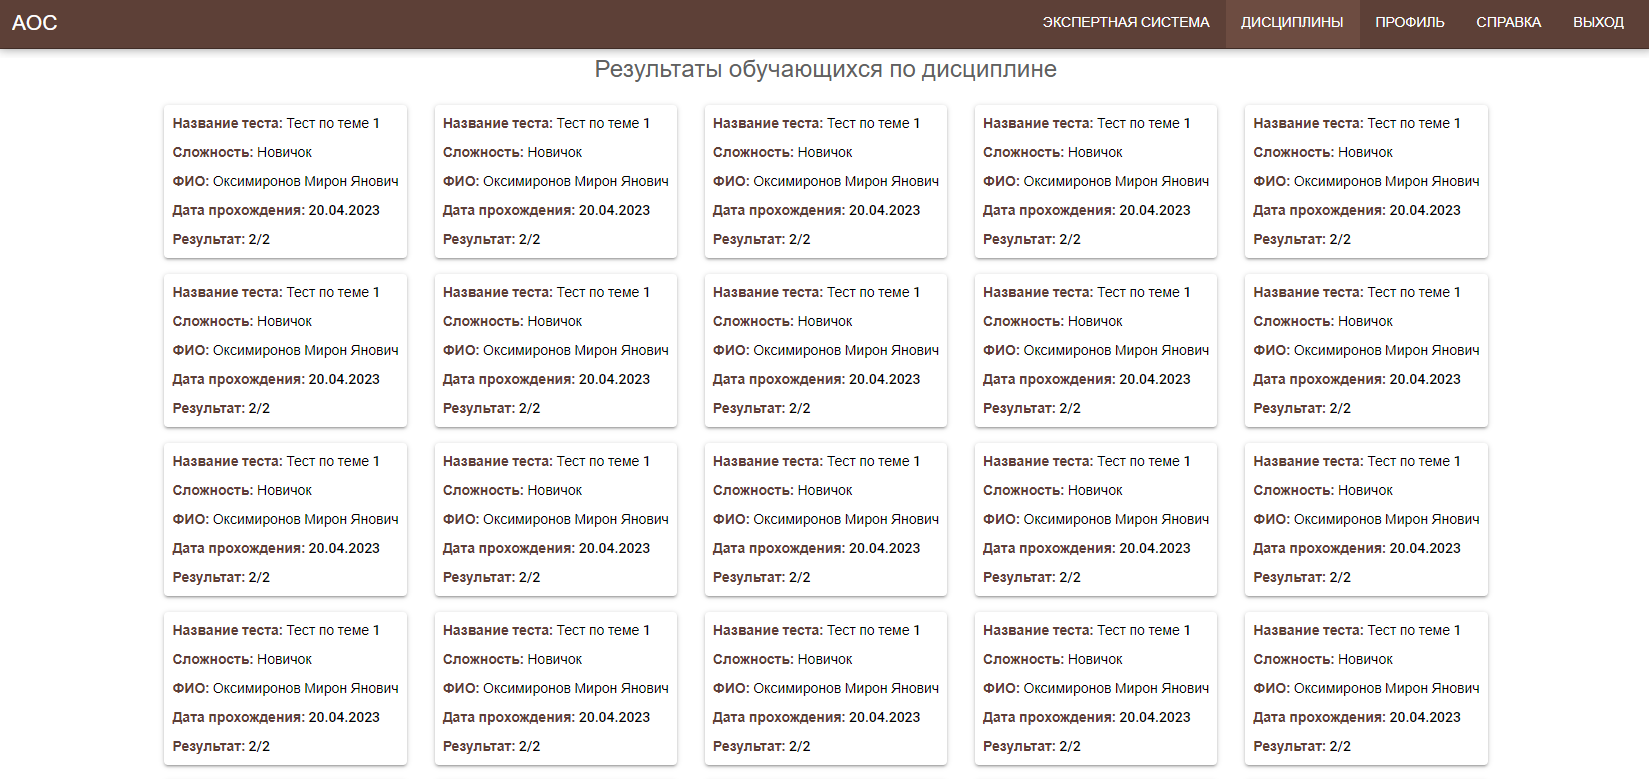 АОС
ЭКСПЕРТНАЯ СИСТЕМА ДИСЦИПЛИНЫ ПРОФИЛЬ СПРАВКА ВЫХОД
Результаты обучающихся по дисциплине
Название теста: Тест по теме 1 Название теста: Тест по теме 1 Название теста: Тест по теме 1 Название теста: Тест по теме 1 Название теста: Тест по теме 1
Сложность: Новичок Сложность: Новичок Сложность: Новичок Сложность: Новичок Сложность: Новичок
ФИО: Оксимиронов Мирон Янович ФИО: Оксимиронов Мирон Янович ФИО: Оксимиронов Мирон Янович ФИО: Оксимиронов Мирон Янович ФИО: Оксимиронов Мирон Янович
Дата прохождения: 20.04.2023 Дата прохождения: 20.04.2023 Дата прохождения: 20.04.2023 Дата прохождения: 20.04.2023 Дата прохождения: 20.04.2023
Результат: 2/2 Результат: 2/2 Результат: 2/2 Результат: 2/2 Результат: 2/2
Название теста: Тест по теме 1 Название теста: Тест по теме 1 Название теста: Тест по теме 1 Название теста: Тест по теме 1 Название теста: Тест по теме 1
Сложность: Новичок Сложность: Новичок Сложность: Новичок Сложность: Новичок Сложность: Новичок
ФИО: Оксимиронов Мирон Янович ФИО: Оксимиронов Мирон Янович ФИО: Оксимиронов Мирон Янович ФИО: Оксимиронов Мирон Янович ФИО: Оксимиронов Мирон Янович
Дата прохождения: 20.04.2023 Дата прохождения: 20.04.2023 Дата прохождения: 20.04.2023 Дата прохождения: 20.04.2023 Дата прохождения: 20.04.2023
Результат: 2/2 Результат: 2/2 Результат: 2/2 Результат: 2/2 Результат: 2/2
Название теста: Тест по теме 1 Название теста: Тест по теме 1 Название теста: Тест по теме 1 Название теста: Тест по теме 1 Название теста: Тест по теме 1
Сложность: Новичок Сложность: Новичок Сложность: Новичок Сложность: Новичок Сложность: Новичок
ФИО: Оксимиронов Мирон Янович ФИО: Оксимиронов Мирон Янович ФИО: Оксимиронов Мирон Янович ФИО: Оксимиронов Мирон Янович ФИО: Оксимиронов Мирон Янович
Дата прохождения: 20.04.2023 Дата прохождения: 20.04.2023 Дата прохождения: 20.04.2023 Дата прохождения: 20.04.2023 Дата прохождения: 20.04.2023
Результат: 2/2 Результат: 2/2 Результат: 2/2 Результат: 2/2 Результат: 2/2
Название теста: Тест по теме 1 Название теста: Тест по теме 1 Название теста: Тест по теме 1 Название теста: Тест по теме 1 Название теста: Тест по теме 1
Сложность: Новичок Сложность: Новичок Сложность: Новичок Сложность: Новичок Сложность: Новичок
ФИО: Оксимиронов Мирон Янович ФИО: Оксимиронов Мирон Янович ФИО: Оксимиронов Мирон Янович ФИО: Оксимиронов Мирон Янович ФИО: Оксимиронов Мирон Янович
Дата прохождения: 20.04.2023 Дата прохождения: 20.04.2023 Дата прохождения: 20.04.2023 Дата прохождения: 20.04.2023 Дата прохождения: 20.04.2023
Результат: 2/2 Результат: 2/2 Результат: 2/2 Результат: 2/2 Результат: 2/2